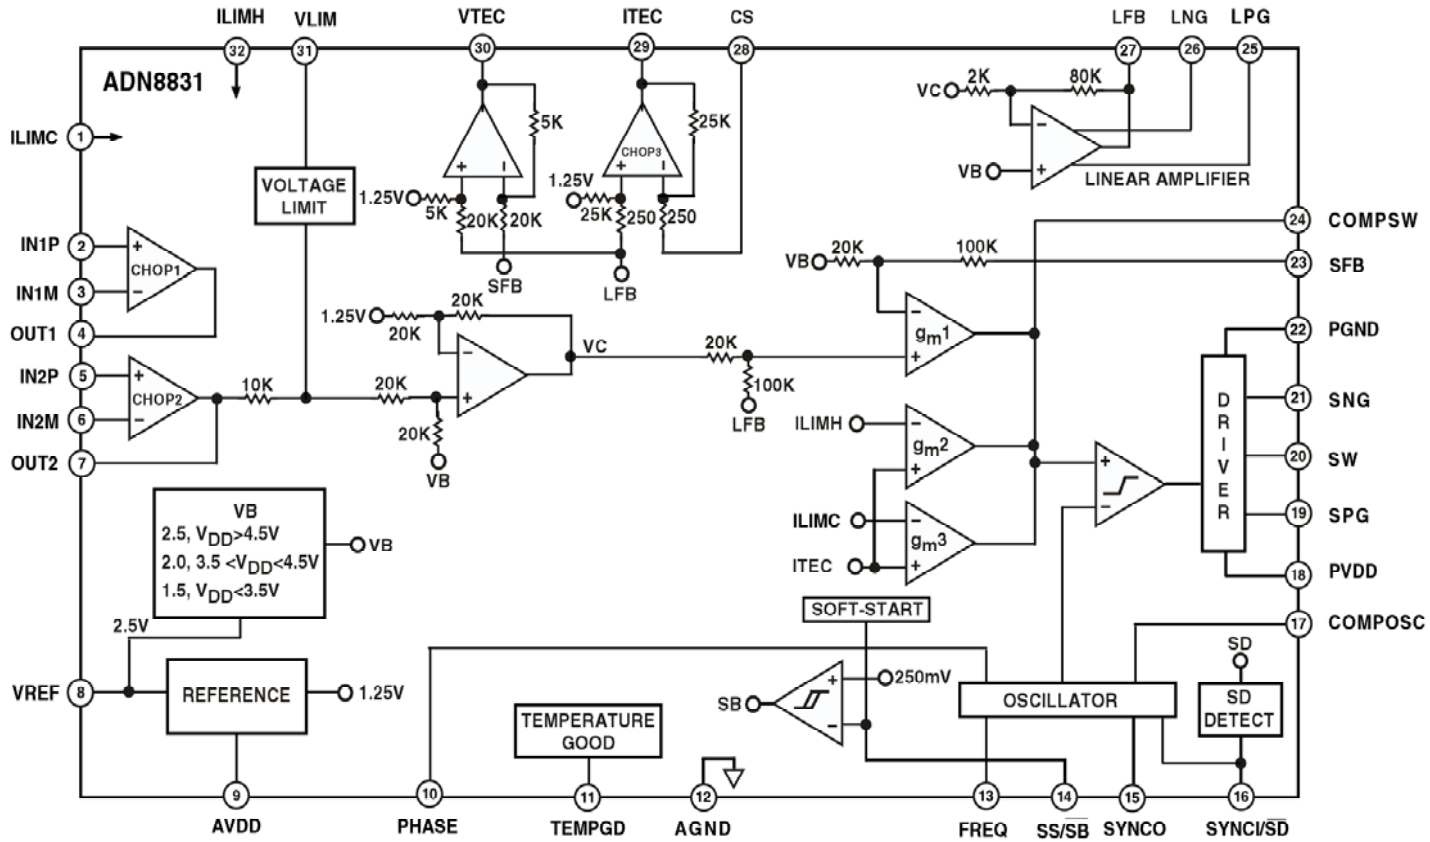 ILIMH
VLIM
VTEC
ITEC
CS
LFB
LNG
LPG
32
31
30
29
28
27
26
25
ADN8831
ILIMC
1
VOLTAGE
LIMIT
5K
+
−
1.25V
5K
20K
20K
SFB
25K
CHOP3
+
−
1.25V
25K
250
250
LFB
VC
2K
80K
−
+
VB
LINEAR AMPLIFIER
24
COMPSW
IN1P
2
+
CHOP1
IN1M
3
−
OUT1
4
VB
20K
100K
23
SFB
1.25V
20K
20K
−
+
VC
20K
100K
LFB
−
gm1
+
22
PGND
IN2P
5
+
CHOP2
IN2M
6
−
OUT2
7
10K
20K
20K
VB
ILIMH
−
gm2
+
ILIMC
−
gm3
ITEC
+
+
−
DRIVER
21
SNG
20
SW
19
SPG
18
PVDD
VB
2.5, VDD>4.5V
2.0, 3.5 <VDD<4.5V
1.5, VDD<3.5V
VB
2.5V
SOFT-START
17
COMPOSC
VREF
8
REFERENCE
1.25V
SB
+
−
250mV
OSCILLATOR
SD
SD
DETECT
TEMPERATURE
GOOD
9
10
11
12
13
14
15
16
AVDD
PHASE
TEMPGD
AGND
FREQ
SS/S̅B̅
SYNCO
SYNCI/S̅D̅